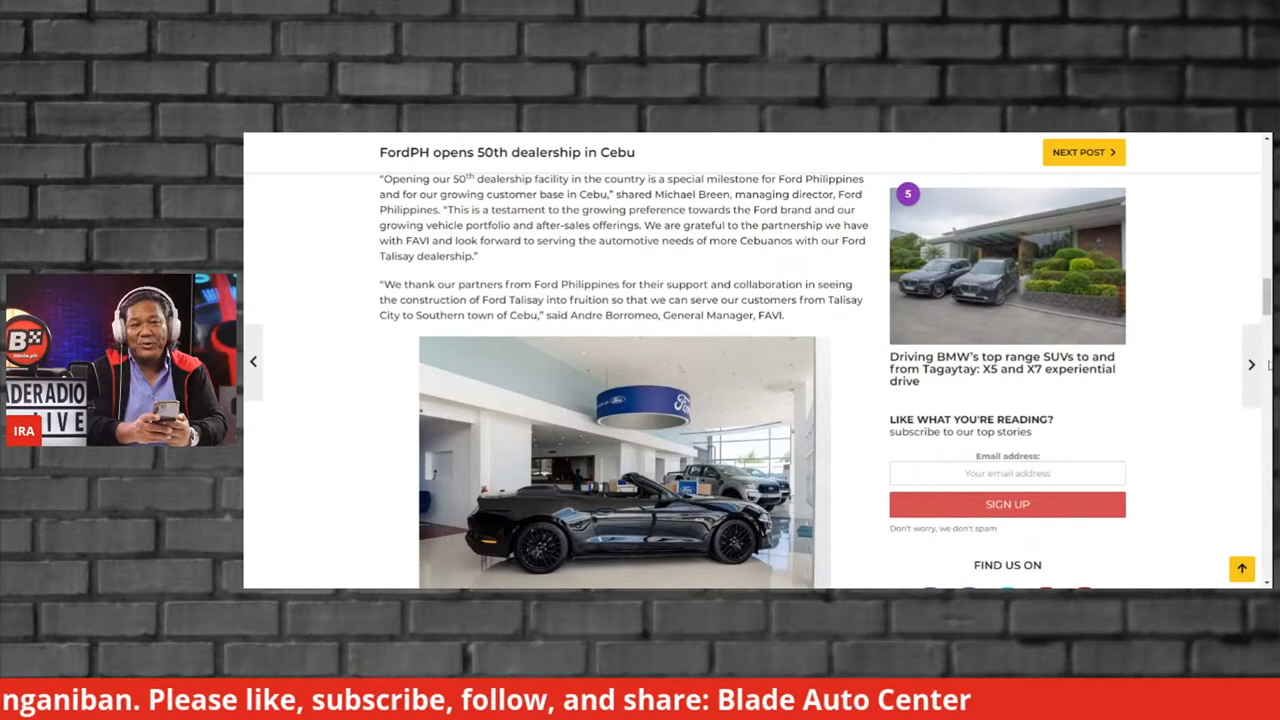 FordPH opens 50th dealership in Cebu
NEXT POST
“Opening our 50th dealership facility in the country is a special milestone for Ford Philippines
and for our growing customer base in Cebu,” shared Michael Breen, managing director, Ford
Philippines. “This is a testament to the growing preference towards the Ford brand and our
growing vehicle portfolio and after-sales offerings. We are grateful to the partnership we have
with FAVI and look forward to serving the automotive needs of more Cebuanos with our Ford
Talisay dealership.”
“We thank our partners from Ford Philippines for their support and collaboration in seeing
the construction of Ford Talisay into fruition so that we can serve our customers from Talisay
City to Southern town of Cebu,” said Andre Borromeo, General Manager, FAVI.
Ford
5
Driving BMW’s top range SUVs to and
from Tagaytay: X5 and X7 experiential
drive
LIKE WHAT YOU'RE READING?
subscribe to our top stories
Email address:
Your email address
SIGN UP
Don't worry, we don't spam
FIND US ON
B
Blade.ph
ADERADIO
IVE
IRA
nganiban. Please like, subscribe, follow, and share: Blade Auto Center